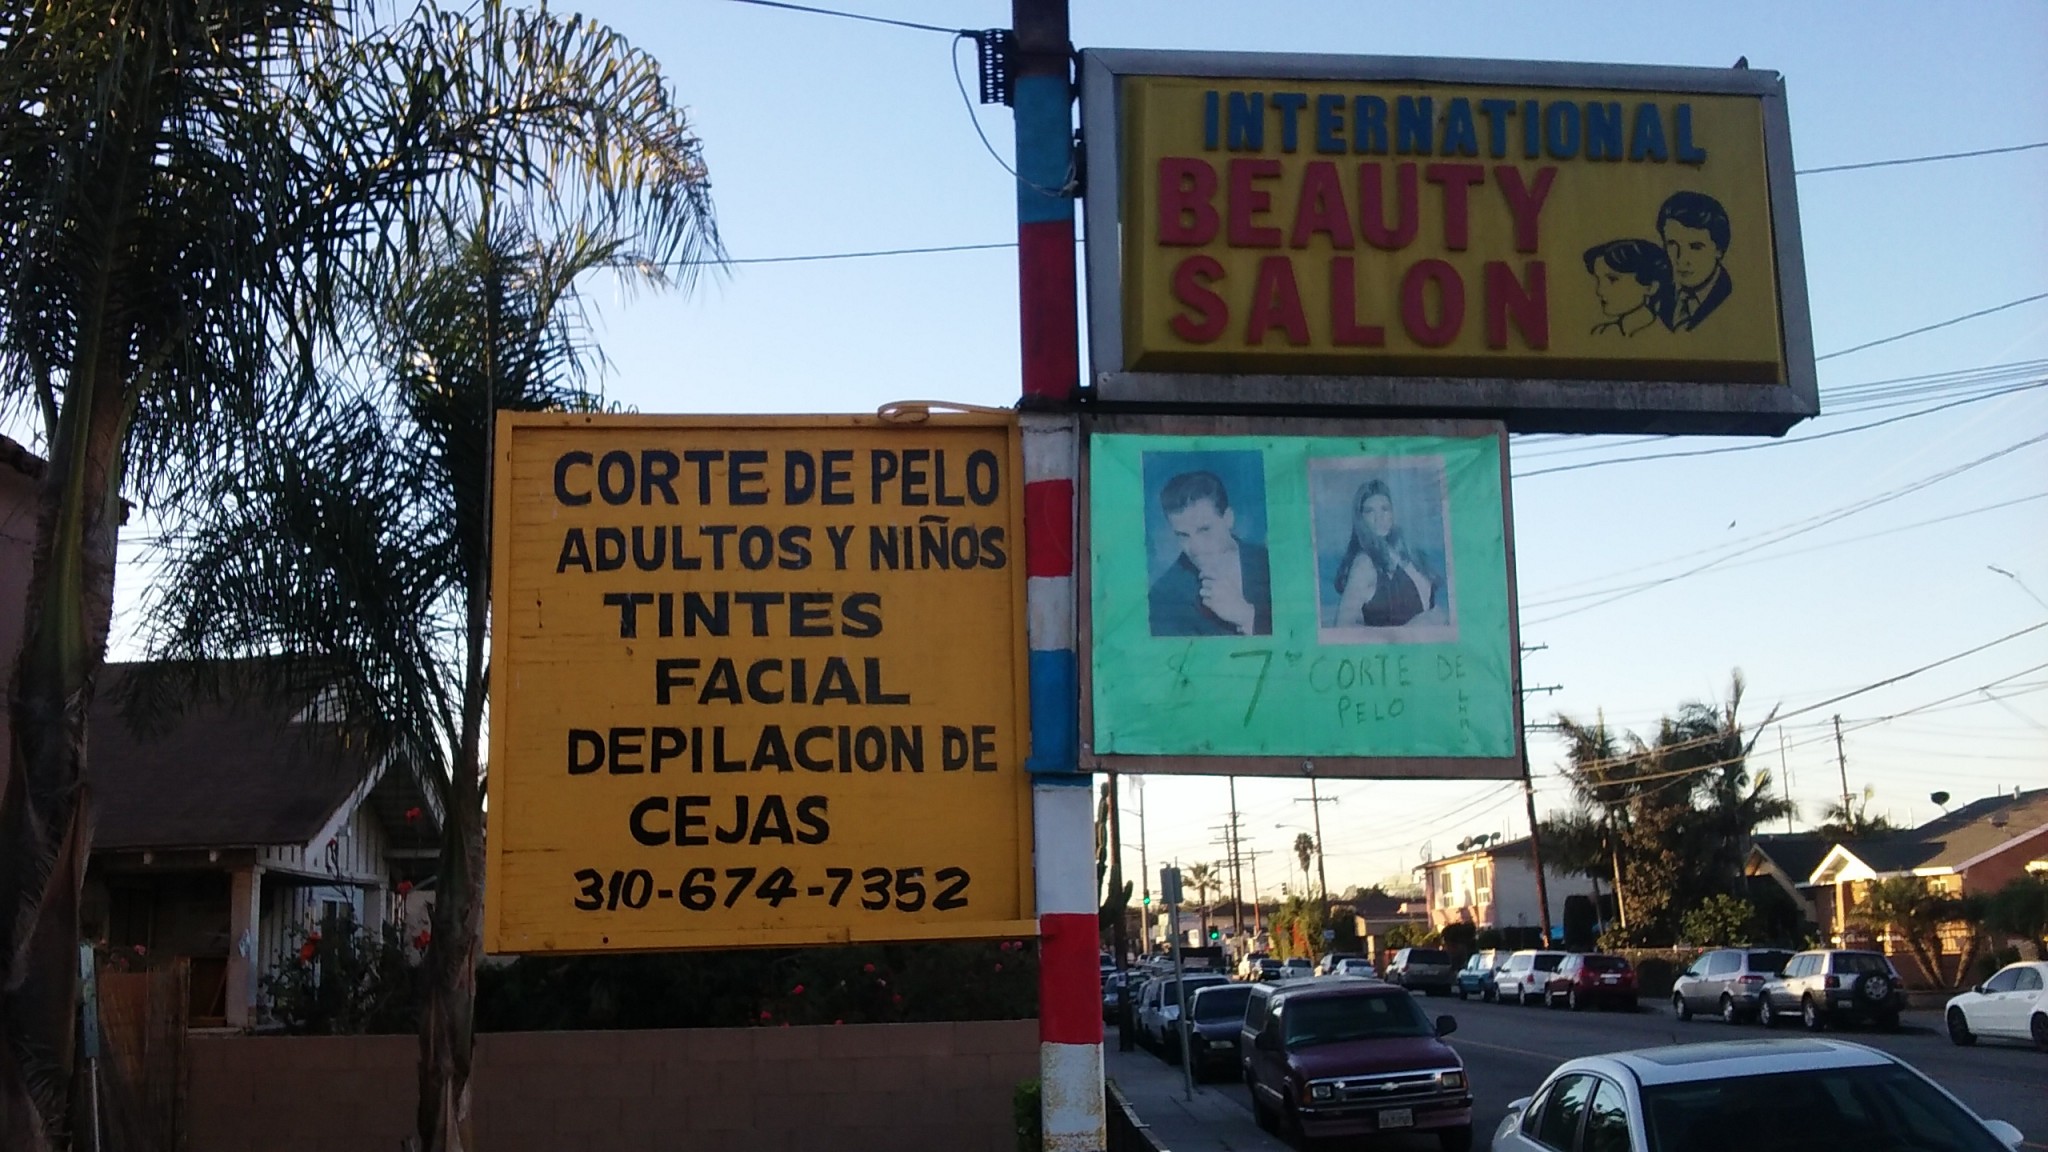 INTERNATIONAL
BEAUTY
SALON
CORTE DE PELO
ADULTOS Y NIÑOS
TINTES
FACIAL
DEPILACION DE
CEJAS
310-674-7352
$7 CORTE DE
PELO